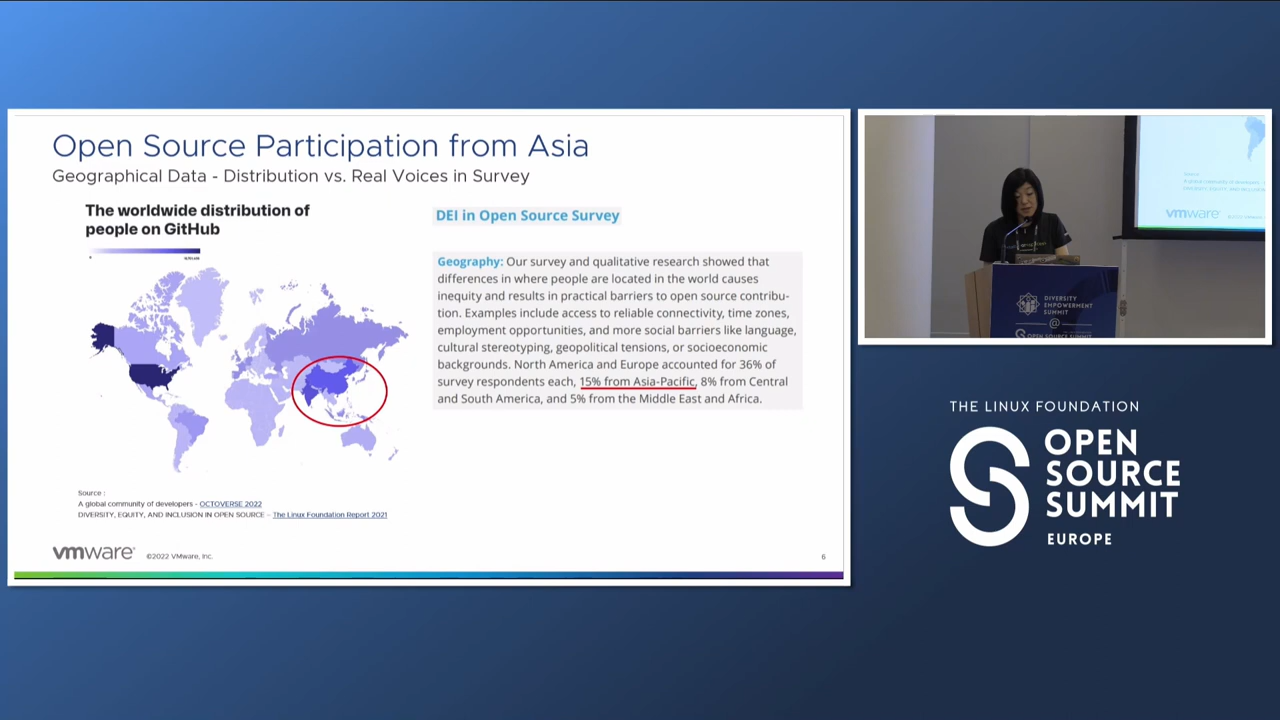 Open Source Participation from Asia
Geographical Data - Distribution vs. Real Voices in Survey
The worldwide distribution of
people on GitHub
DEI in Open Source Survey
Geography: Our survey and qualitative research showed that
differences in where people are located in the world causes
inequity and results in practical barriers to open source contribu-
tion. Examples include access to reliable connectivity, time zones,
employment opportunities, and more social barriers like language,
cultural stereotyping, geopolitical tensions, or socioeconomic
backgrounds. North America and Europe accounted for 36% of
survey respondents each, 15% from Asia-Pacific, 8% from Central
and South America, and 5% from the Middle East and Africa.
Source :
A global community of developers - OCTOVERSE 2022
DIVERSITY, EQUITY, AND INCLUSION IN OPEN SOURCE – The Linux Foundation Report 2021
vmware
©2022 VMware, Inc.
6
vmware
DIVERSITY
EMPOWERMENT
SUMMIT
@
OPEN SOURCE SUMMIT
THE LINUX FOUNDATION
OPEN
SOURCE
SUMMIT
EUROPE